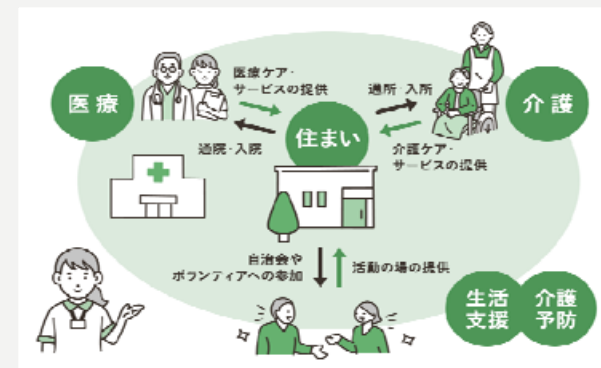 医療
医療ケア・
サービスの提供
通院・入院
住まい
通所・入所
介護ケア・
サービスの提供
介護
自治会や
ボランティアへの参加
活動の場の提供
生活
支援
介護
予防